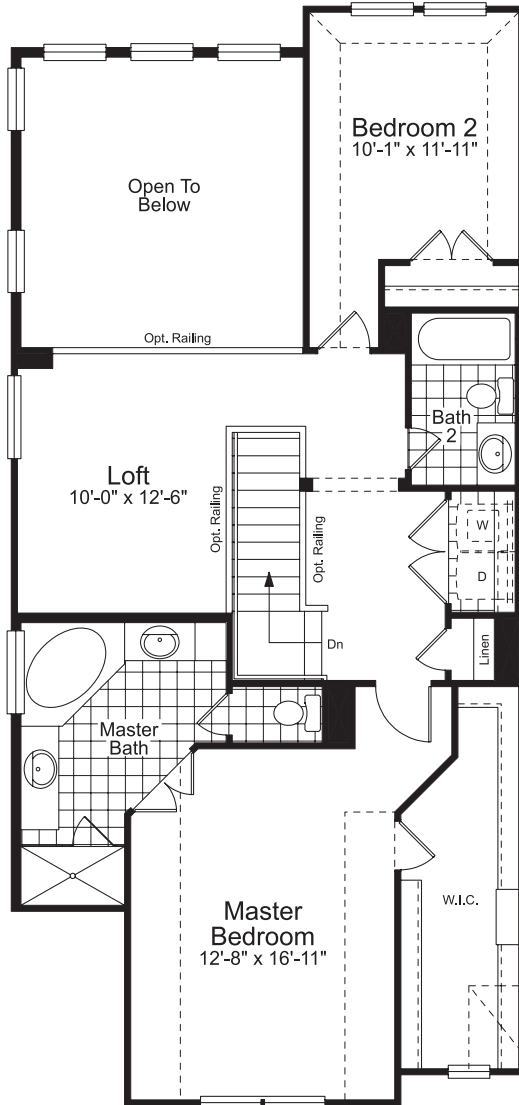 Bedroom 2
10'-1" x 11'-11"
Open To
Below
Opt. Railing
Bath
2
Loft
10'-0" x 12'-6"
Opt. Railing
Opt. Railing
W
D
Dn
Linen
Master
Bath
W.I.C.
Master
Bedroom
12'-8" x 16'-11"